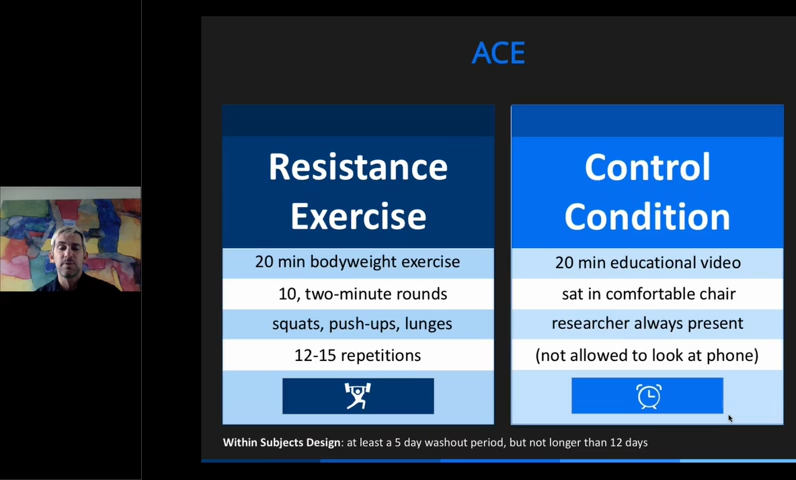 ACE
Resistance
Exercise
20 min bodyweight exercise
10, two-minute rounds
squats, push-ups, lunges
12-15 repetitions
Control
Condition
20 min educational video
sat in comfortable chair
researcher always present
(not allowed to look at phone)
Within Subjects Design: at least a 5 day washout period, but not longer than 12 days